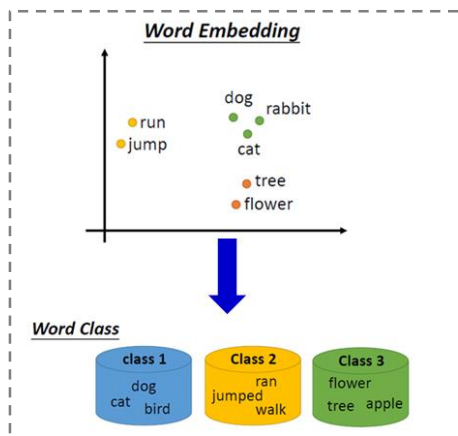 Word Embedding
dog
rabbit
run
jump
cat
tree
flower
Word Class
class 1
Class 2
Class 3
dog
cat
bird
ran
jumped
walk
flower
tree
apple